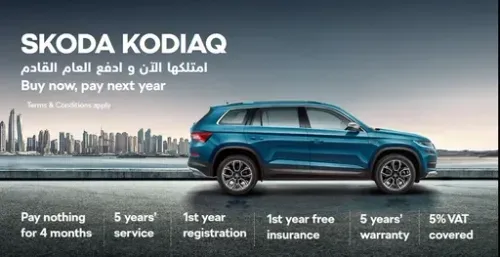 SKODA KODIAQ
امتلكها الآن و ادفع العام القادم
Buy now, pay next year
Terms & Conditions apply
Pay nothing
for 4 months
5 years'
service
1st year
registration
1st year free
insurance
5 years'
warranty
5% VAT
covered